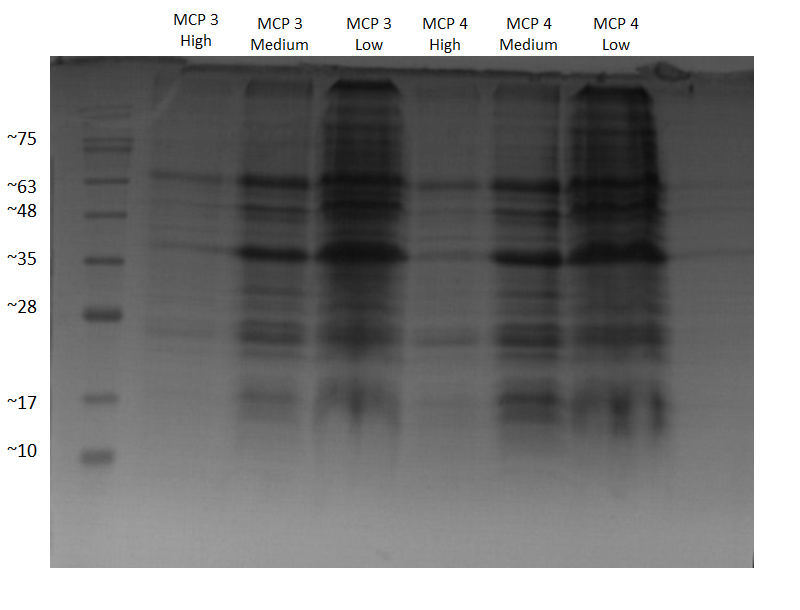 MCP 3
High
MCP 3
Medium
MCP 3
Low
MCP 4
High
MCP 4
Medium
MCP 4
Low
~75
~63
~48
~35
~28
~17
~10